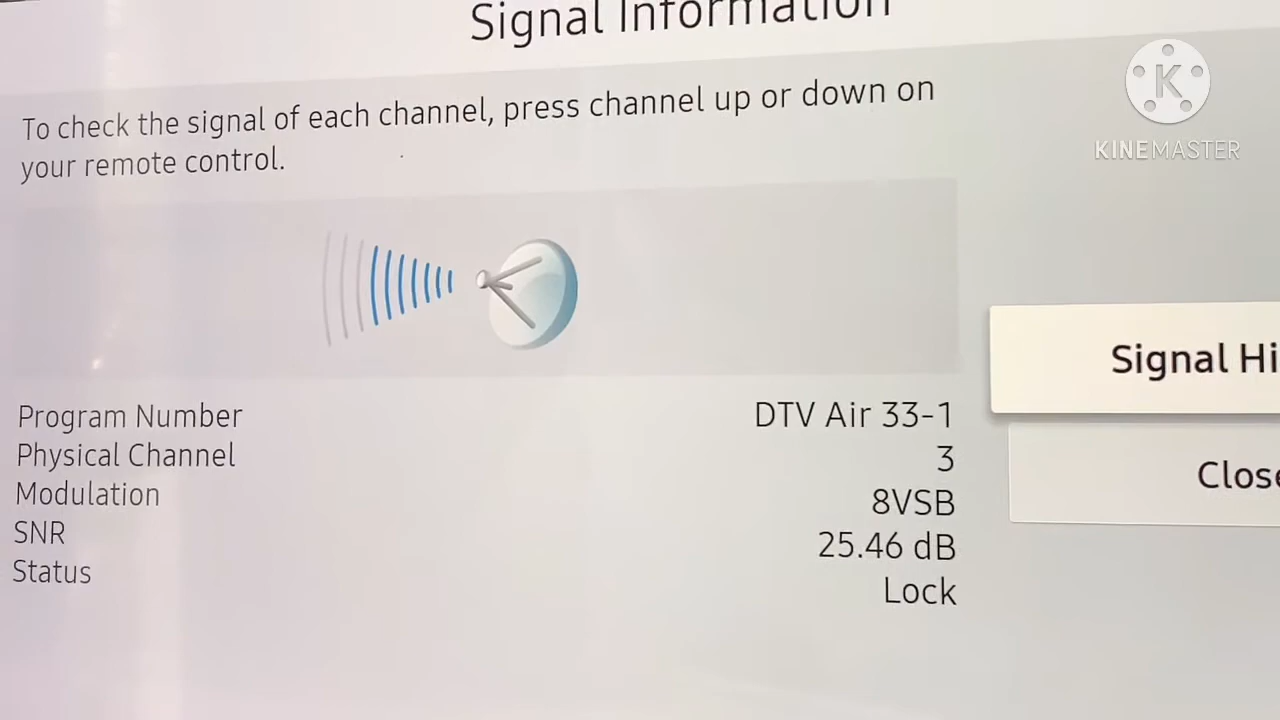 Signal Information
To check the signal of each channel, press channel up or down on
your remote control.
K
KINEMASTER
Signal Hi
Program Number DTV Air 33-1
Physical Channel 3
Close
Modulation 8VSB
SNR 25.46 dB
Status Lock